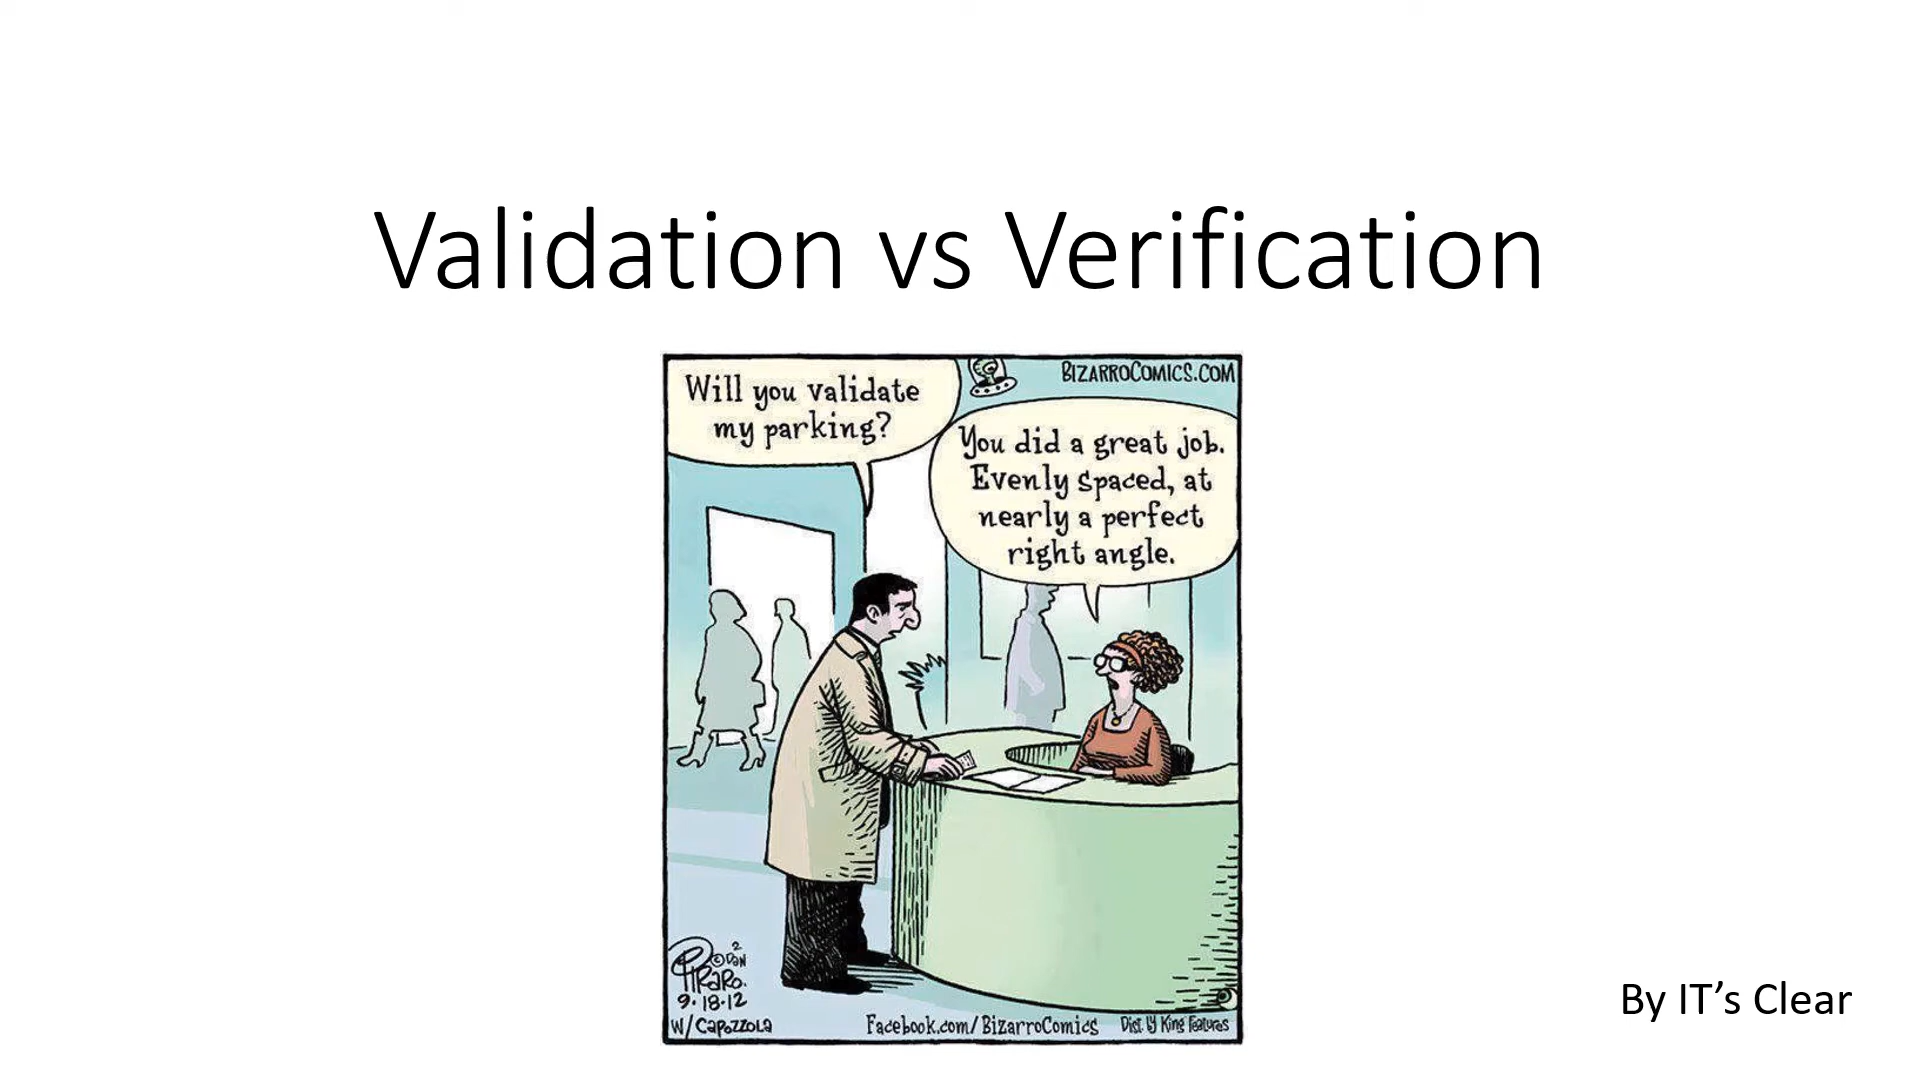 Validation vs Verification
Will you validate
my parking?
BIZARROCOMICS.COM
You did a great job.
Evenly spaced, at
nearly a perfect
right angle.
2
© DAN
PIRARO.
9.18.12
W/CAPOZZOLA
Facebook.com/BizarroComics
Dist. by King Features
By IT’s Clear